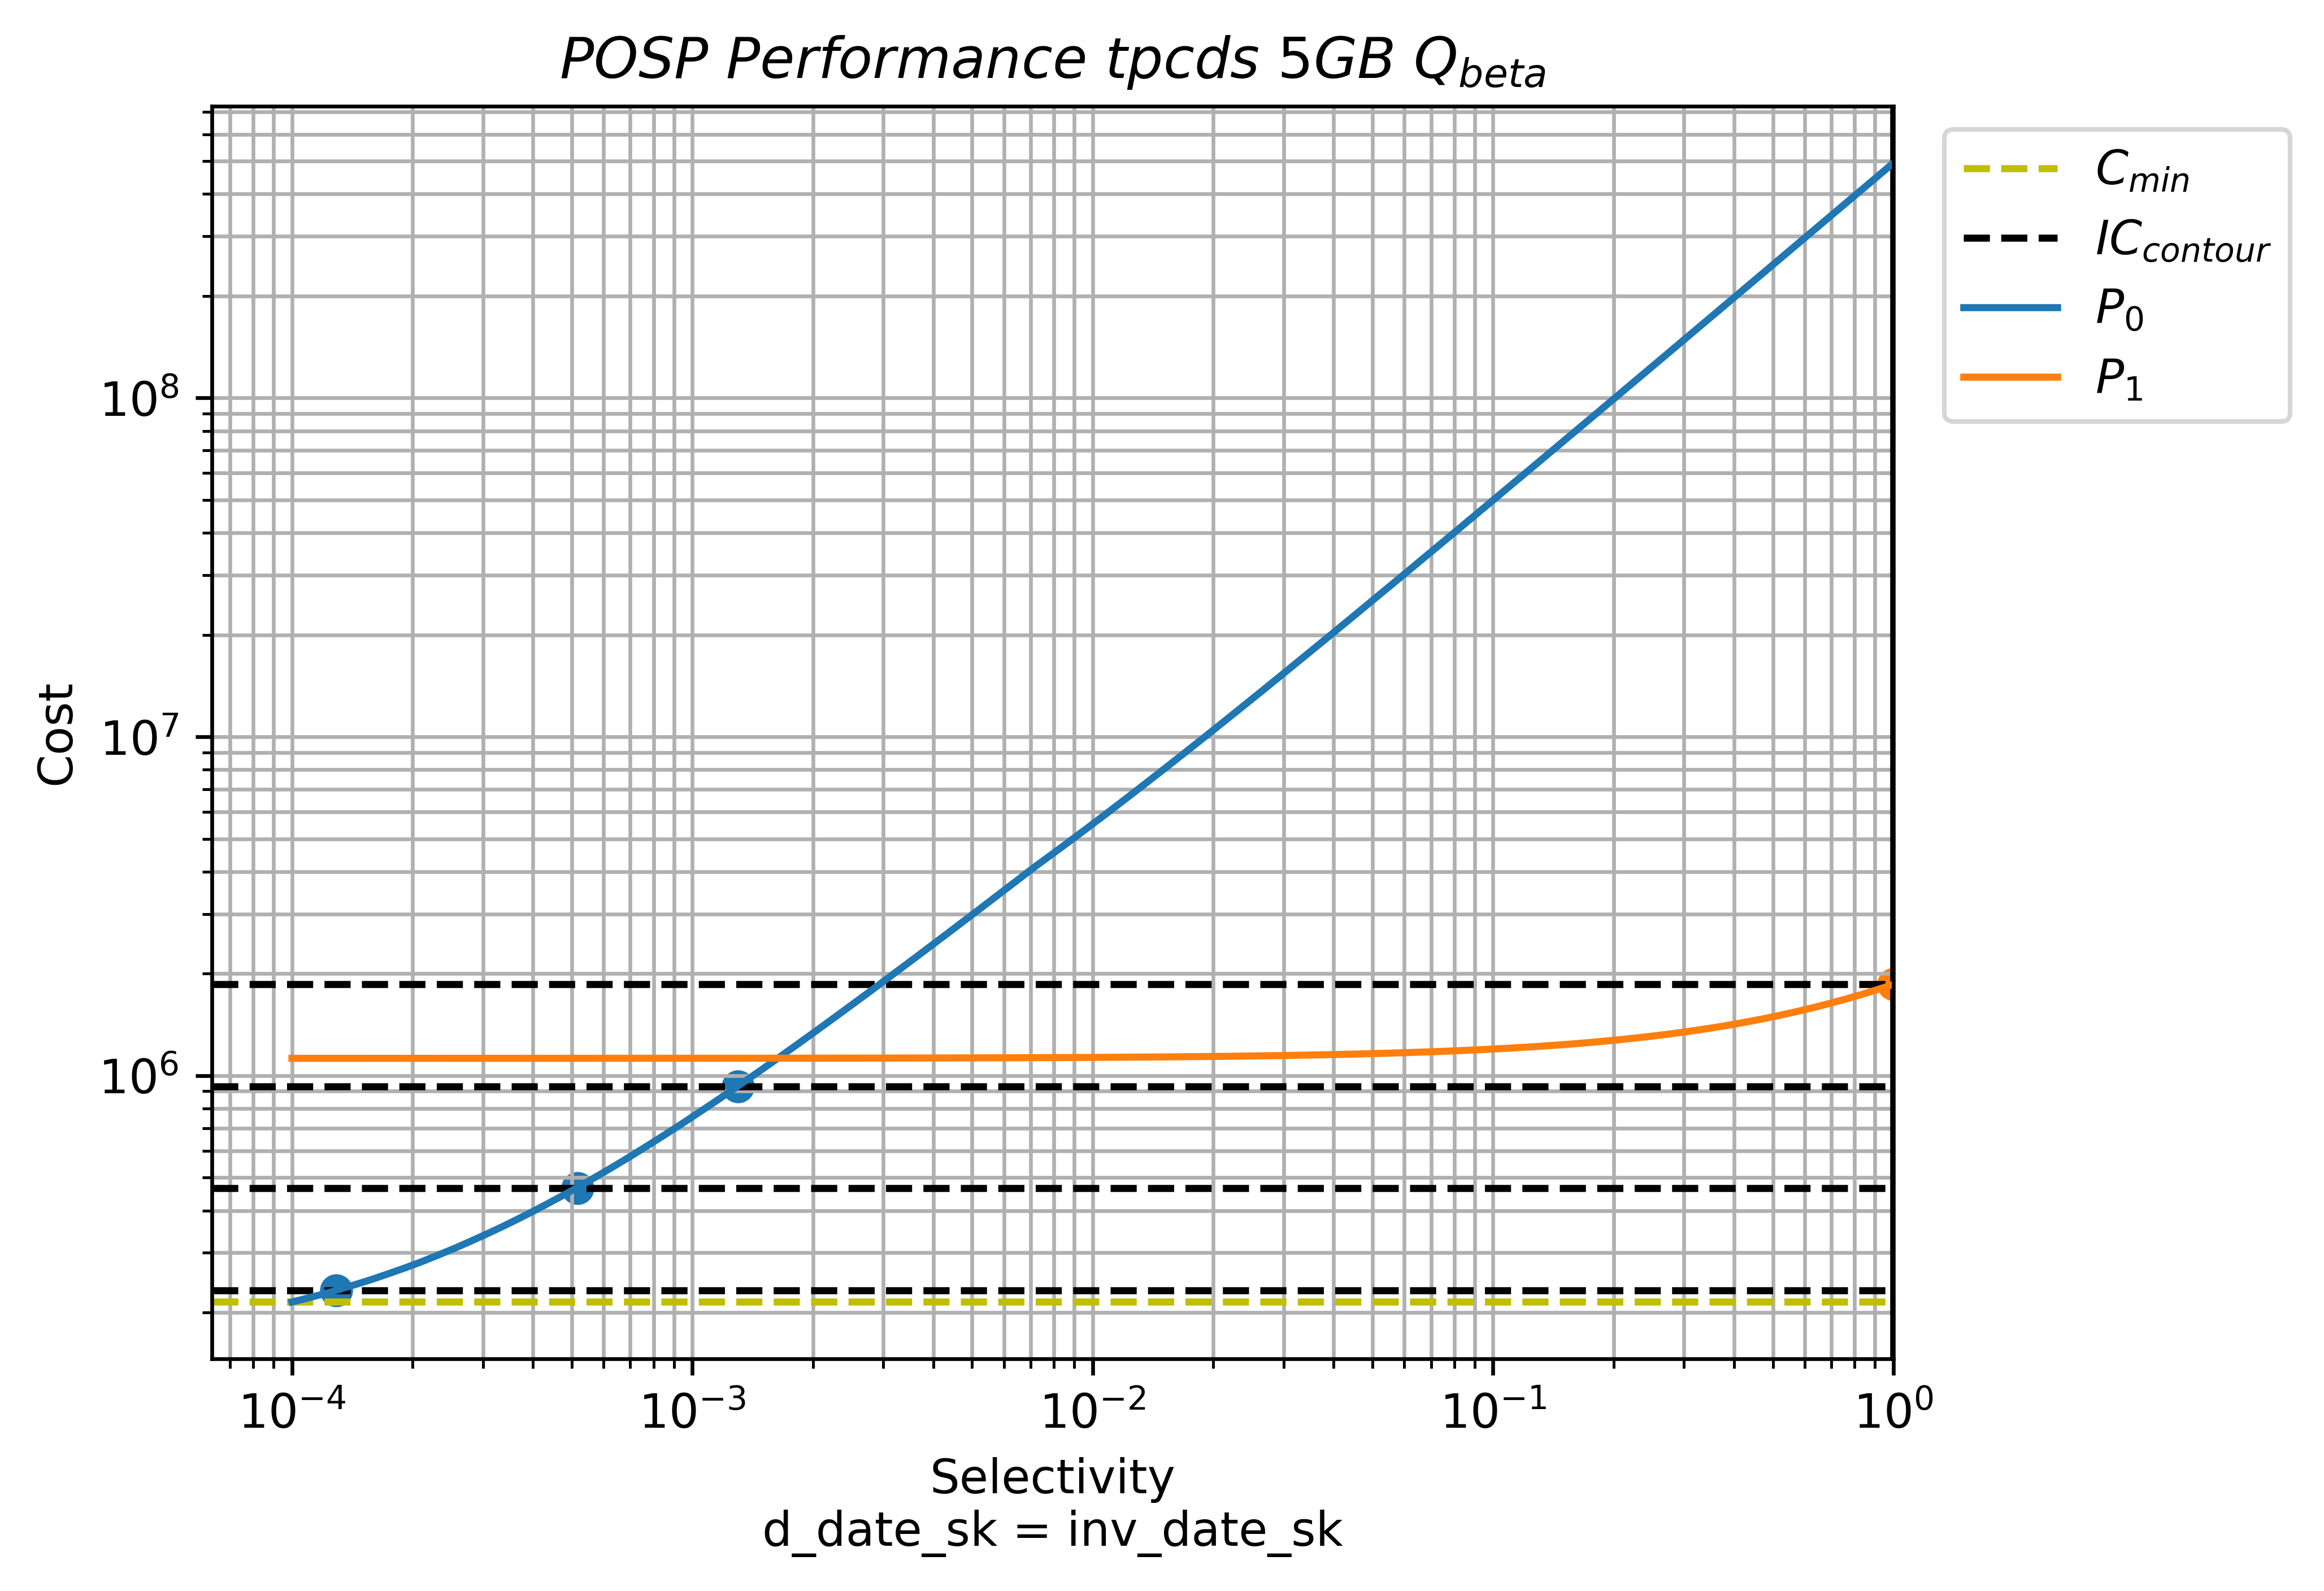 POSP Performance tpcds 5GB Q_beta
C_min
IC_contour
P_0
P_1
Cost
10^8
10^7
10^6
10^-4 10^-3 10^-2 10^-1 10^0
Selectivity
d_date_sk = inv_date_sk